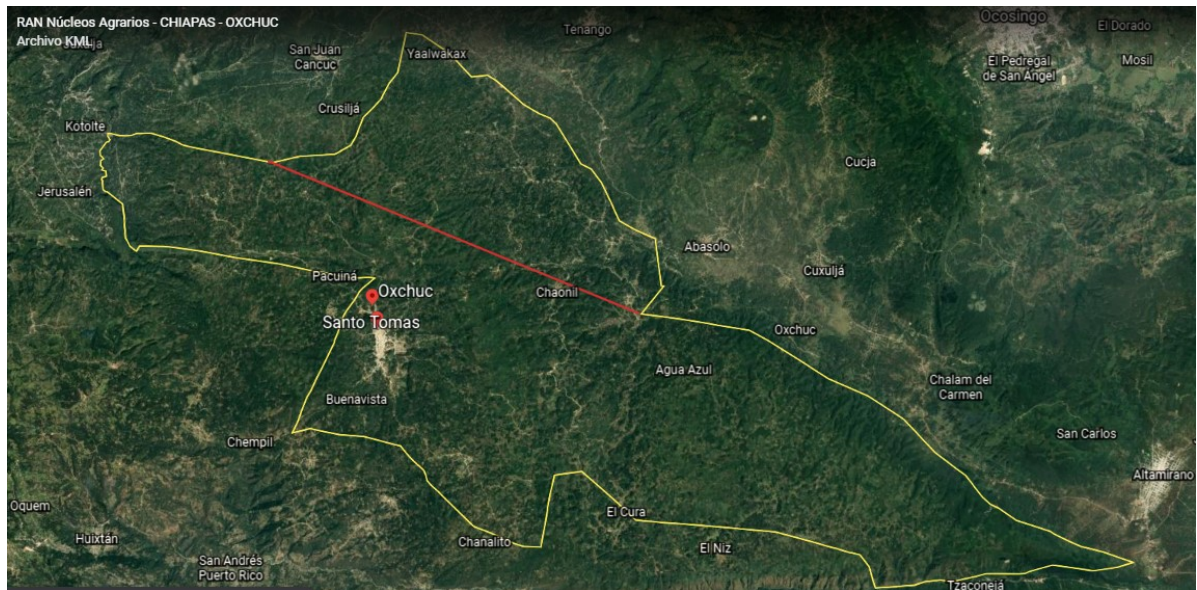 RAN Núcleos Agrarios - CHIAPAS - OXCHUC
Archivo KML
Ocosingo
El Dorado
Tenango
San Juan
Cancuc
Yaalwakax
El Pedregal
de San Ángel
Mosil
Crusiljá
Kotolte
Cucja
Jerusalén
Abasolo
Cuxuljá
Pacuiná
Oxchuc
Chaonil
Santo Tomas
Oxchuc
Agua Azul
Chalam del
Carmen
Buenavista
San Carlos
Chempil
Altamirano
Oquem
El Cura
Huixtán
Chanalito
El Niz
San Andrés
Puerto Rico
Tzaconejá